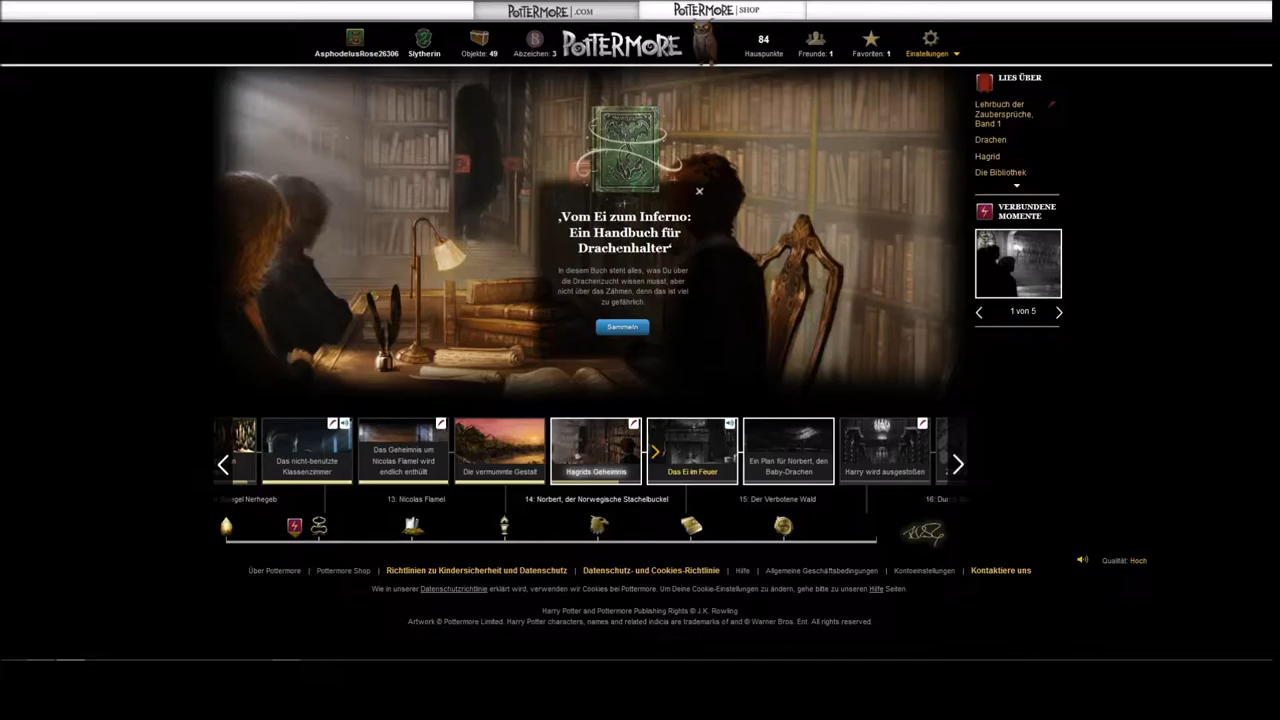 POTTERMORE .COM
POTTERMORE SHOP
AsphodelusRose26306
Slytherin
Objekte: 49
Abzeichen: 3
POTTERMORE
84
Hauspunkte
Freunde: 1
Favoriten: 1
Einstellungen
LIES ÜBER
Lehrbuch der
Zaubersprüche,
Band 1
Drachen
Hagrid
Die Bibliothek
VERBUNDENE
MOMENTE
1 von 5
‚Vom Ei zum Inferno:
Ein Handbuch für
Drachenhalter‘
In diesem Buch steht alles, was Du über
die Drachenzucht wissen musst, aber
nicht über das Zähmen, denn das ist viel
zu gefährlich.
Sammeln
n
Das nicht-benutzte
Klassenzimmer
Das Geheimnis um
Nicolas Flamel wird
endlich enthüllt
Die vermummte Gestalt
Hagrids Geheimnis
Das Ei im Feuer
Ein Plan für Norbert, den
Baby-Drachen
Harry wird ausgestoßen
Spiegel Nerhegeb
13: Nicolas Flamel
14: Norbert, der Norwegische Stachelbuckel
15: Der Verbotene Wald
16: Du
Über Pottermore | Pottermore Shop | Richtlinien zu Kindersicherheit und Datenschutz | Datenschutz- und Cookies-Richtlinie | Hilfe | Allgemeine Geschäftsbedingungen | Kontoeinstellungen | Kontaktiere uns
Qualität: Hoch
Wie in unserer Datenschutzrichtlinie erklärt wird, verwenden wir Cookies bei Pottermore. Um Deine Cookie-Einstellungen zu ändern, gehe bitte zu unseren Hilfe Seiten.
Harry Potter and Pottermore Publishing Rights © J.K. Rowling
Artwork © Pottermore Limited. Harry Potter characters, names and related indicia are trademarks of and © Warner Bros. Ent. All rights reserved.